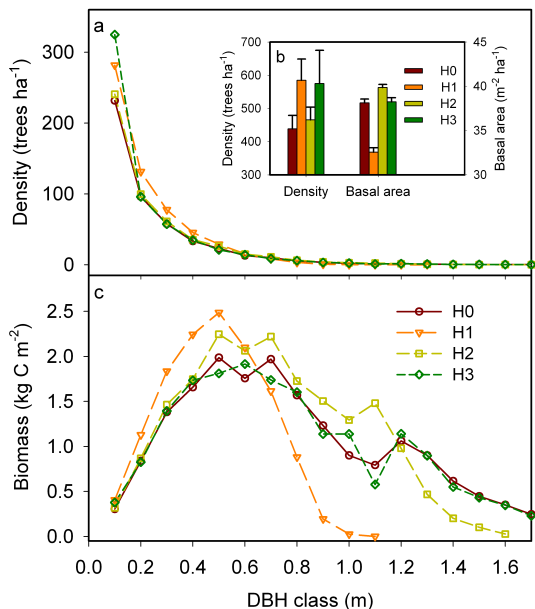 a
Density (trees ha⁻¹)
300
200
100
0
b
Density (trees ha⁻¹)
700
600
500
400
300
Density
Basal area
H0
H1
H2
H3
45
40
35
30
Basal area (m⁻² ha⁻¹)
c
Biomass (kg C m⁻²)
2.5
2.0
1.5
1.0
0.5
0.0
H0
H1
H2
H3
0.0 0.2 0.4 0.6 0.8 1.0 1.2 1.4 1.6
DBH class (m)